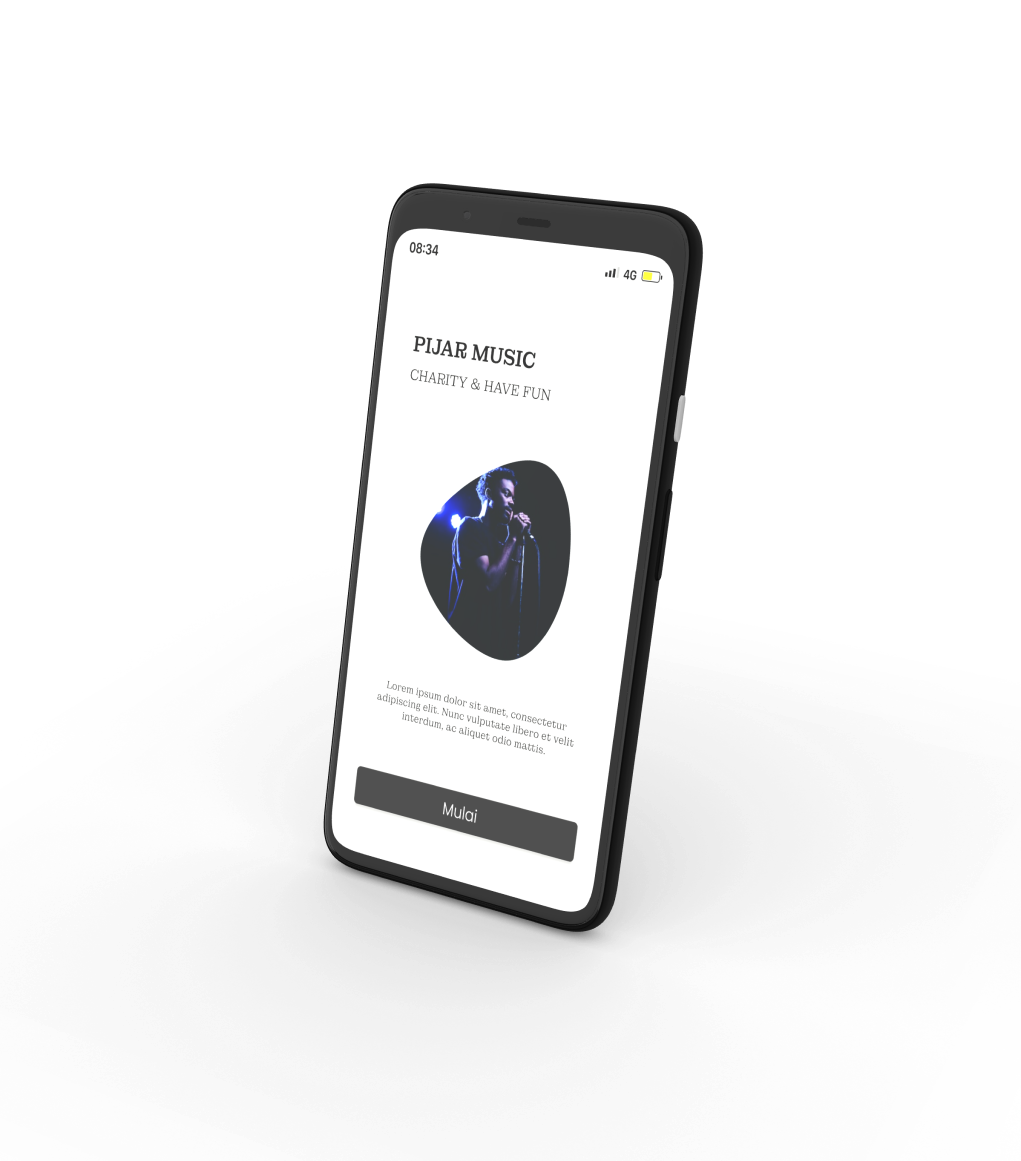 08:34
4G
PIJAR MUSIC
CHARITY & HAVE FUN
Lorem ipsum dolor sit amet, consectetur
adipiscing elit. Nunc vulputate libero et velit
interdum, ac aliquet odio mattis.
Mulai